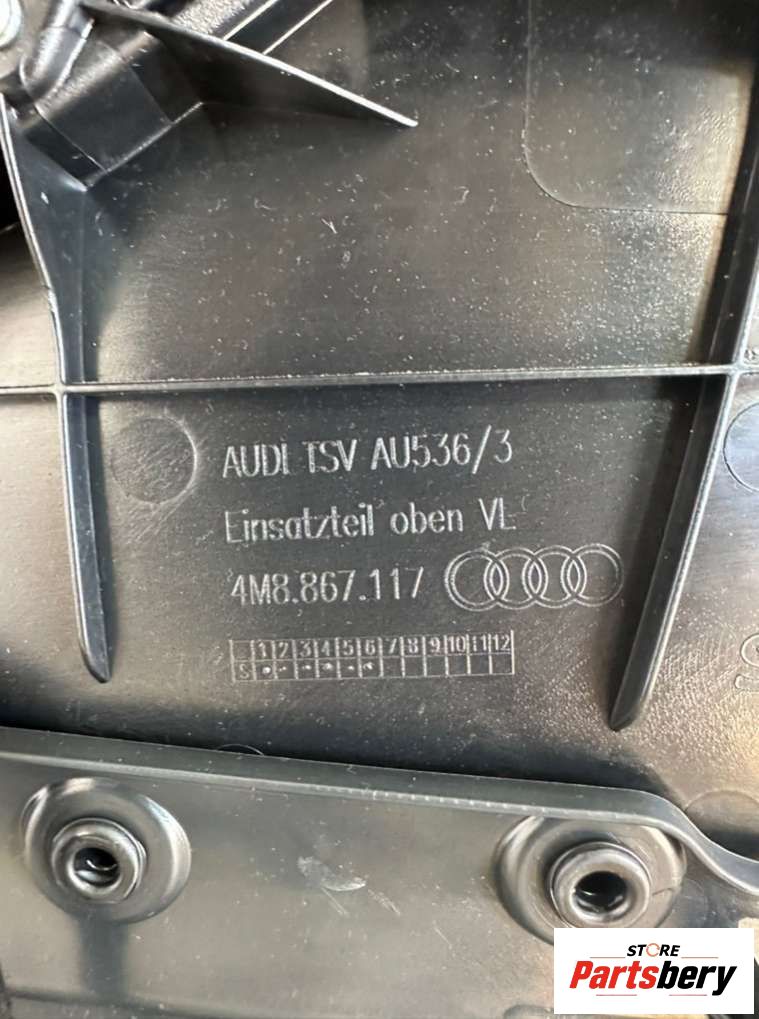 AUDI TSV AU536/3
Einsatzteil oben VL
4M8.867.117
1 2 3 4 5 6 7 8 9 10 11 12
S
STORE
Partsbery